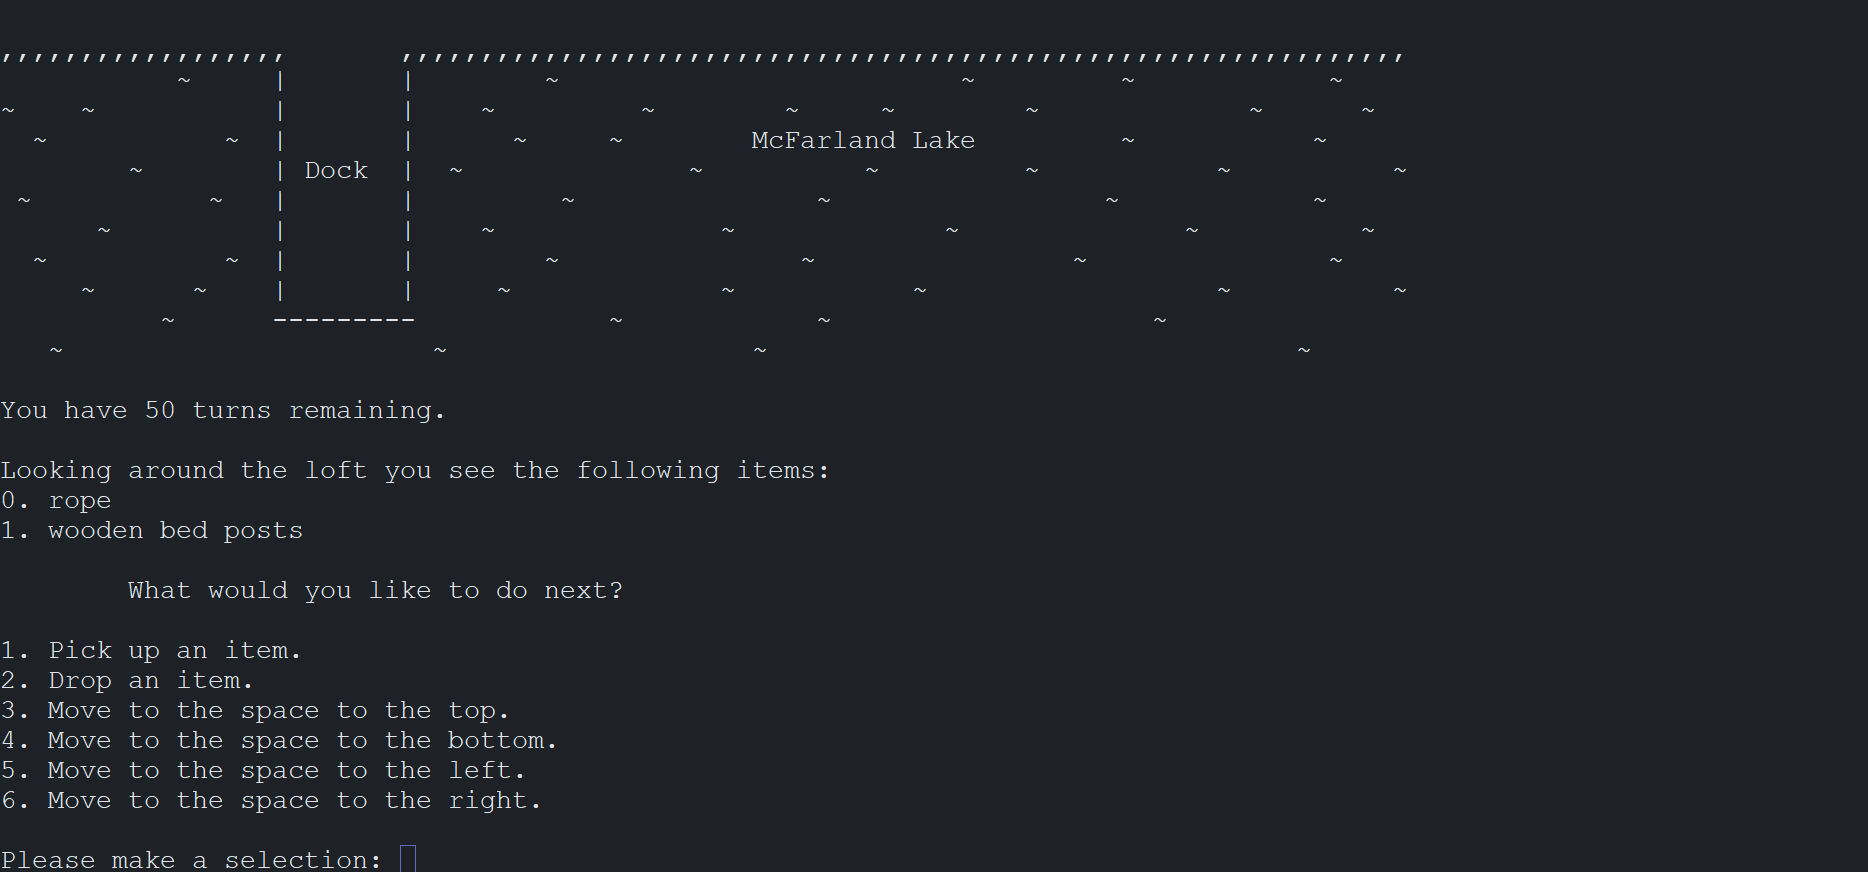 McFarland Lake
Dock
You have 50 turns remaining.
Looking around the loft you see the following items:
0. rope
1. wooden bed posts
What would you like to do next?
1. Pick up an item.
2. Drop an item.
3. Move to the space to the top.
4. Move to the space to the bottom.
5. Move to the space to the left.
6. Move to the space to the right.
Please make a selection: